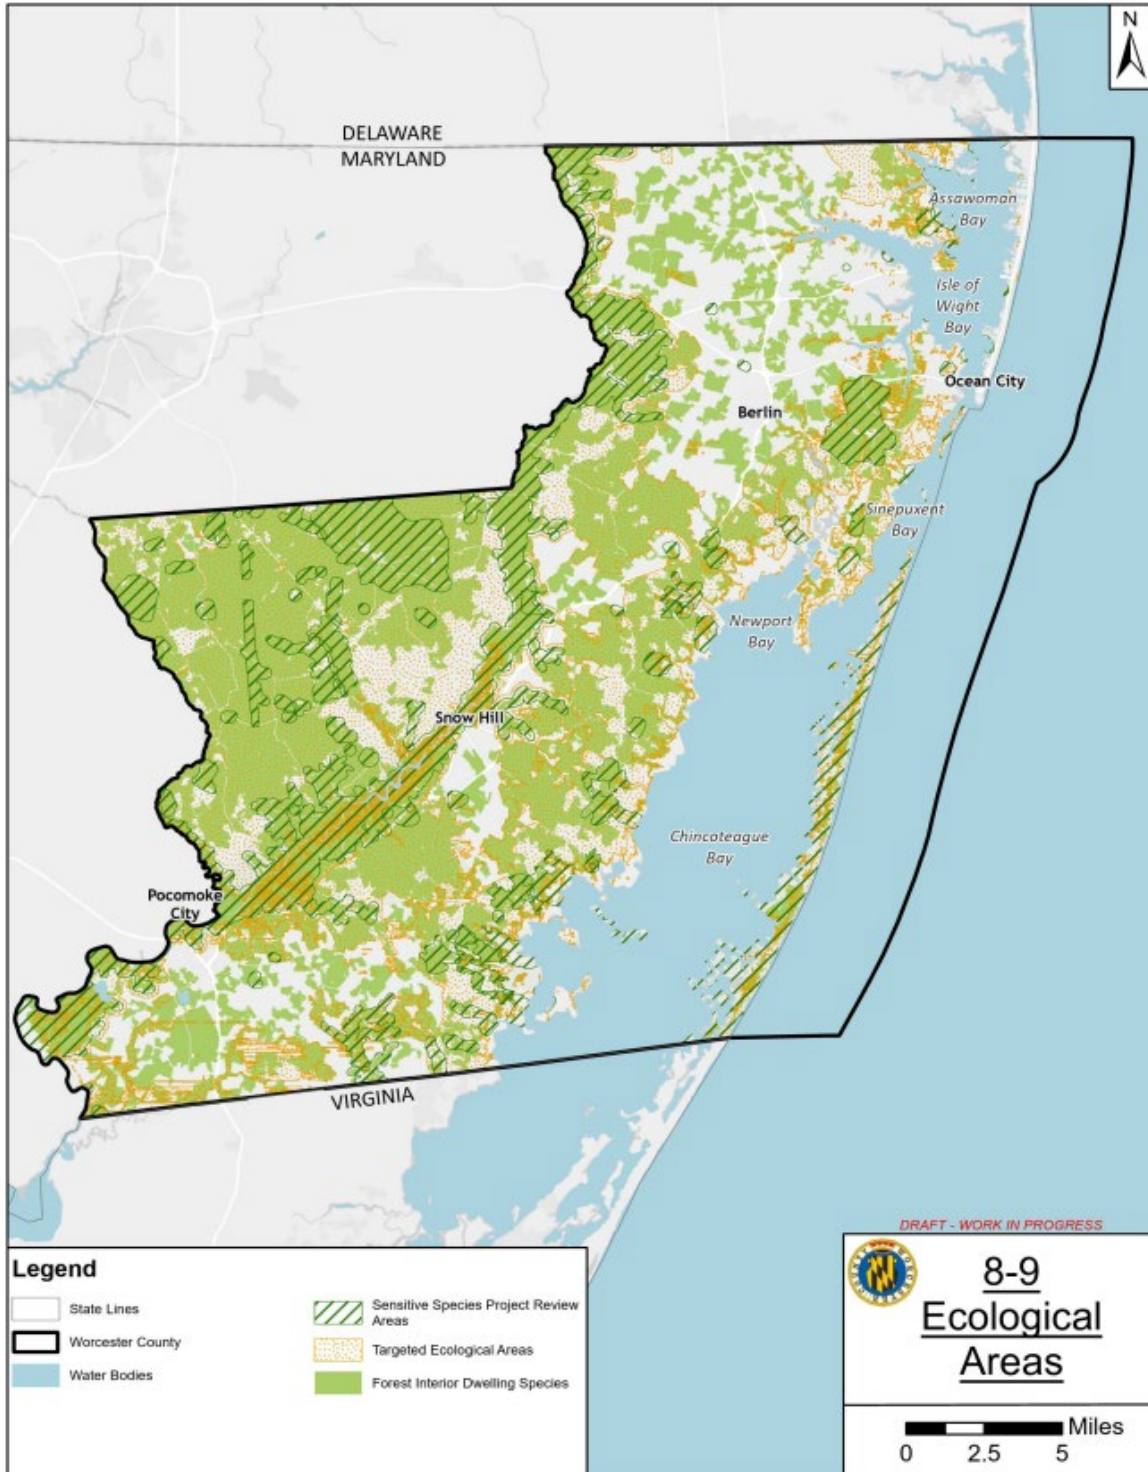 N
DELAWARE
MARYLAND
Assawoman
Bay
Isle of
Wight
Bay
Ocean City
Berlin
Sinepuxent
Bay
Newport
Bay
Snow Hill
Chincoteague
Bay
Pocomoke
City
VIRGINIA
DRAFT - WORK IN PROGRESS
Legend
State Lines
Worcester County
Water Bodies
Sensitive Species Project Review
Areas
Targeted Ecological Areas
Forest Interior Dwelling Species
8-9
Ecological
Areas
Miles
0 2.5 5